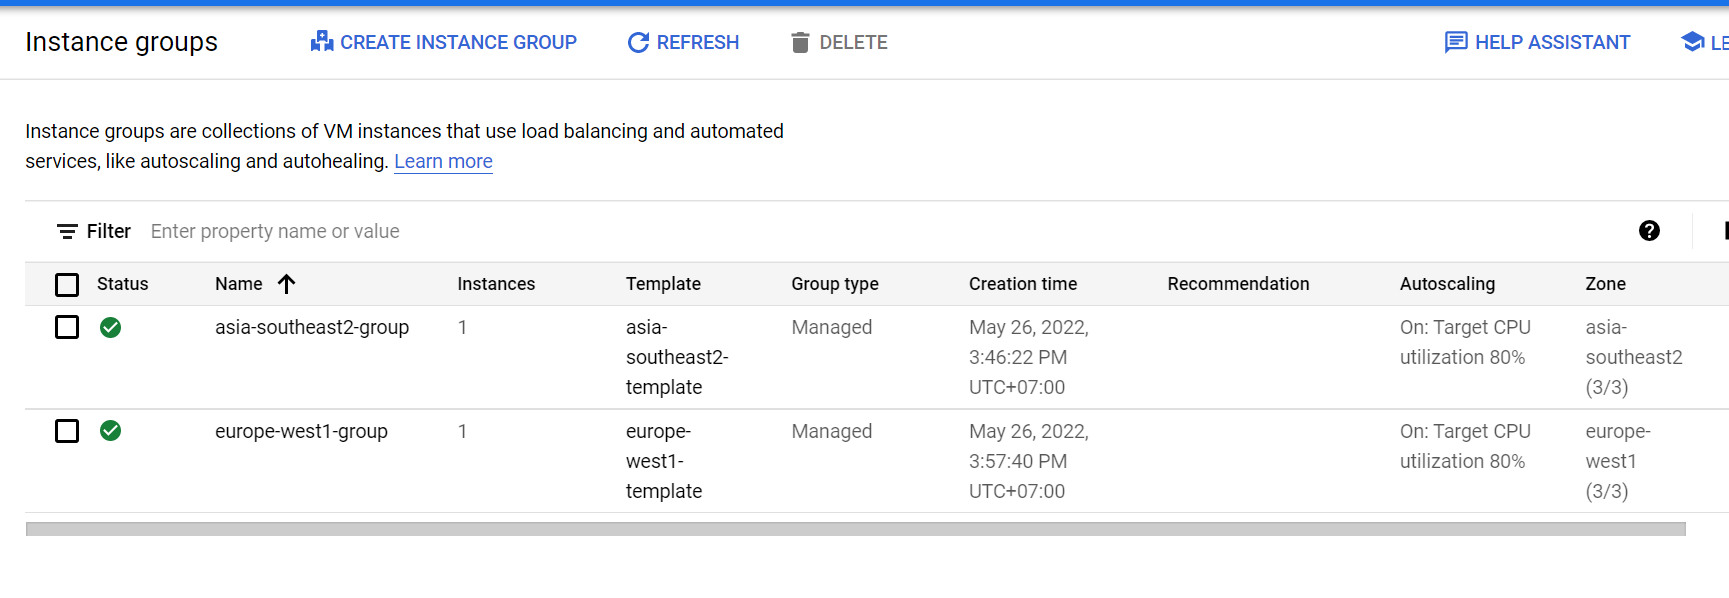 Instance groups CREATE INSTANCE GROUP REFRESH DELETE HELP ASSISTANT
Instance groups are collections of VM instances that use load balancing and automated
services, like autoscaling and autohealing. Learn more
Filter Enter property name or value
Status Name Instances Template Group type Creation time Recommendation Autoscaling Zone
asia-southeast2-group 1 asia- Managed May 26, 2022, On: Target CPU asia-
southeast2- 3:46:22 PM utilization 80% southeast2
template UTC+07:00 (3/3)
europe-west1-group 1 europe- Managed May 26, 2022, On: Target CPU europe-
west1- 3:57:40 PM utilization 80% west1
template UTC+07:00 (3/3)